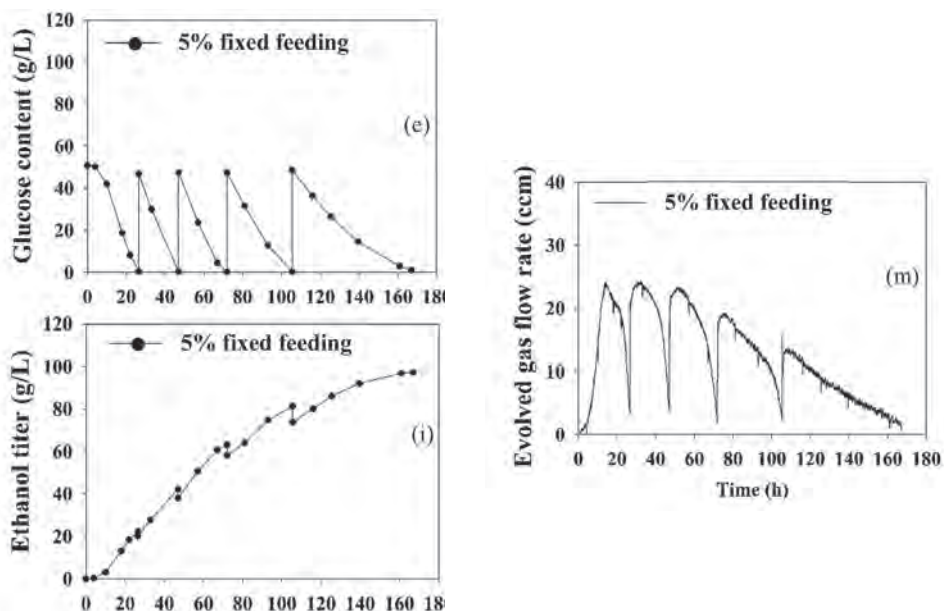 120
5% fixed feeding
100
80
(e)
60
40
20
0
0 20 40 60 80 100 120 140 160 180
Glucose content (g/L)
120
5% fixed feeding
100
80
(i)
60
40
20
0
0 20 40 60 80 100 120 140 160 180
Ethanol titer (g/L)
40
5% fixed feeding
30
(m)
20
10
0
0 20 40 60 80 100 120 140 160 180
Time (h)
Evolved gas flow rate (ccm)